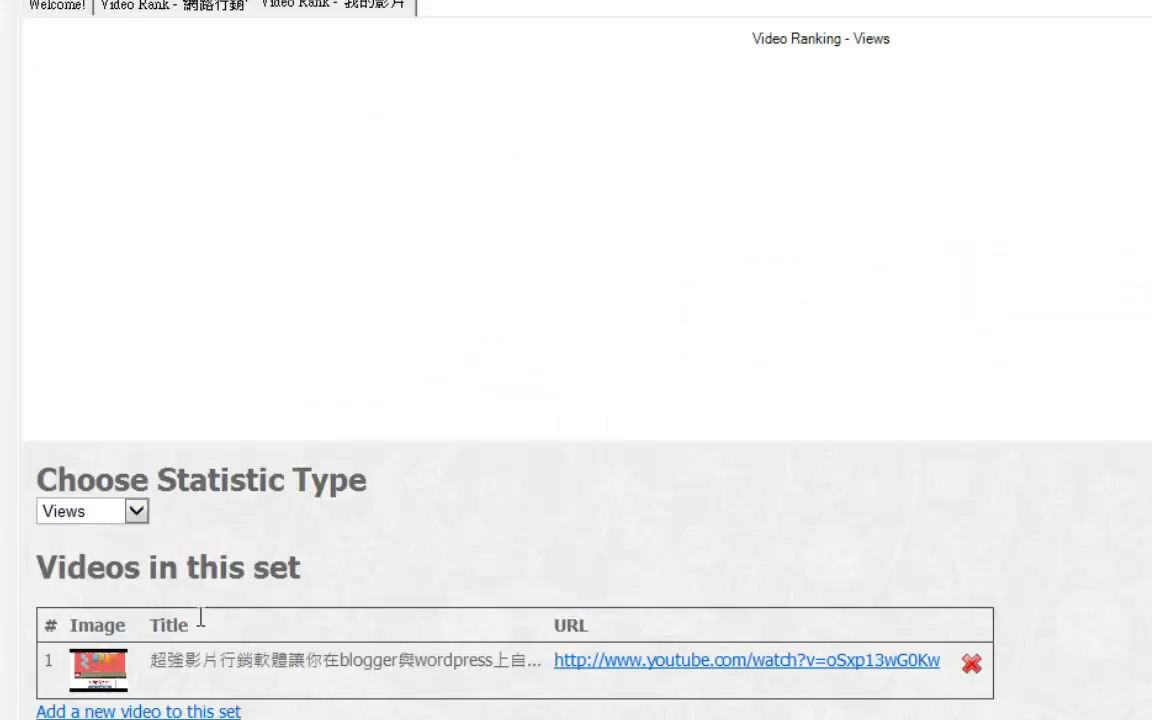 Welcome! Video Rank - 網路行銷' Video Rank - 我的影片
Video Ranking - Views
Choose Statistic Type
Views
Videos in this set
# Image Title URL
1 超強影片行銷軟體讓你在blogger與wordpress上自... http://www.youtube.com/watch?v=oSxp13wG0Kw
Add a new video to this set